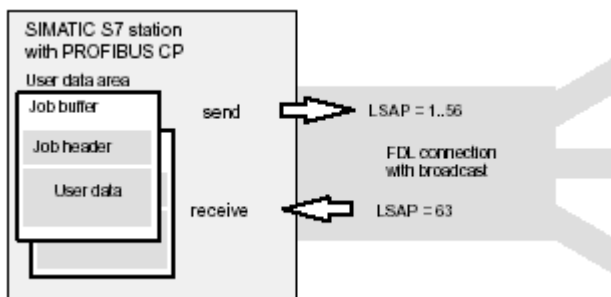 SIMATIC S7 station
with PROFIBUS CP
User data area
Job buffer
Job header
User data
send
receive
LSAP = 1..56
FDL connection
with broadcast
LSAP = 63